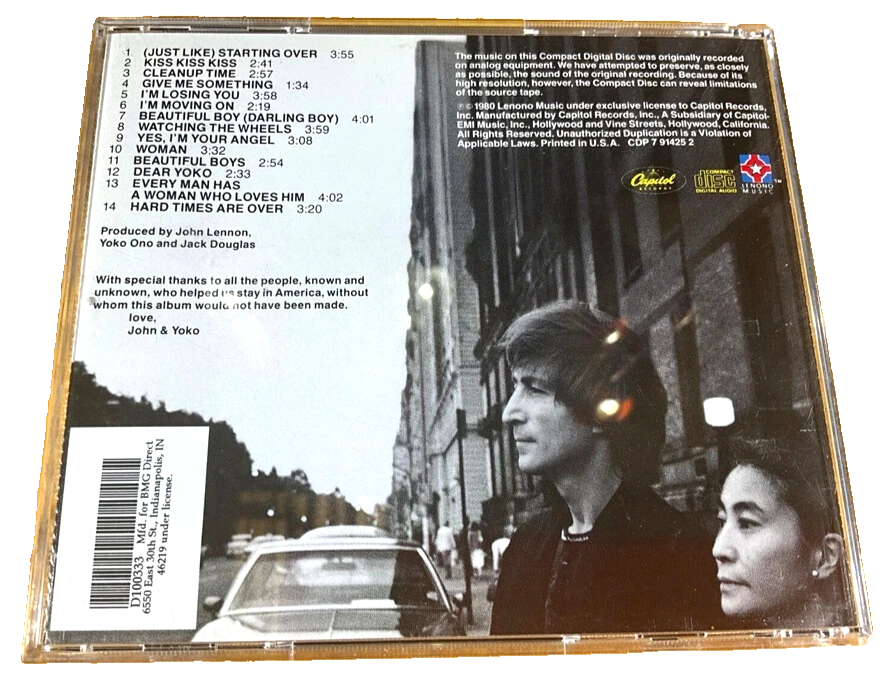 1 (JUST LIKE) STARTING OVER 3:55
2 KISS KISS KISS 2:41
3 CLEANUP TIME 2:57
4 GIVE ME SOMETHING 1:34
5 I'M LOSING YOU 3:58
6 I'M MOVING ON 2:19
7 BEAUTIFUL BOY (DARLING BOY) 4:01
8 WATCHING THE WHEELS 3:59
9 YES, I'M YOUR ANGEL 3:08
10 WOMAN 3:32
11 BEAUTIFUL BOYS 2:54
12 DEAR YOKO 2:33
13 EVERY MAN HAS
A WOMAN WHO LOVES HIM 4:02
14 HARD TIMES ARE OVER 3:20
Produced by John Lennon,
Yoko Ono and Jack Douglas
With special thanks to all the people, known and
unknown, who helped us stay in America, without
whom this album would not have been made.
love,
John & Yoko
The music on this Compact Digital Disc was originally recorded
on analog equipment. We have attempted to preserve, as closely
as possible, the sound of the original recording. Because of its
high resolution, however, the Compact Disc can reveal limitations
of the source tape.
℗© 1980 Lenono Music under exclusive license to Capitol Records,
Inc. Manufactured by Capitol Records, Inc., A Subsidiary of Capitol-
EMI Music, Inc., Hollywood and Vine Streets, Hollywood, California.
All Rights Reserved. Unauthorized Duplication is a Violation of
Applicable Laws. Printed in U.S.A. CDP 7 91425 2
Capitol
RECORDS
COMPACT
disc
DIGITAL AUDIO
LENONO
MUSIC
TM
D100333 Mfd. for BMG Direct
6550 East 30th St., Indianapolis, IN
46219 under license.